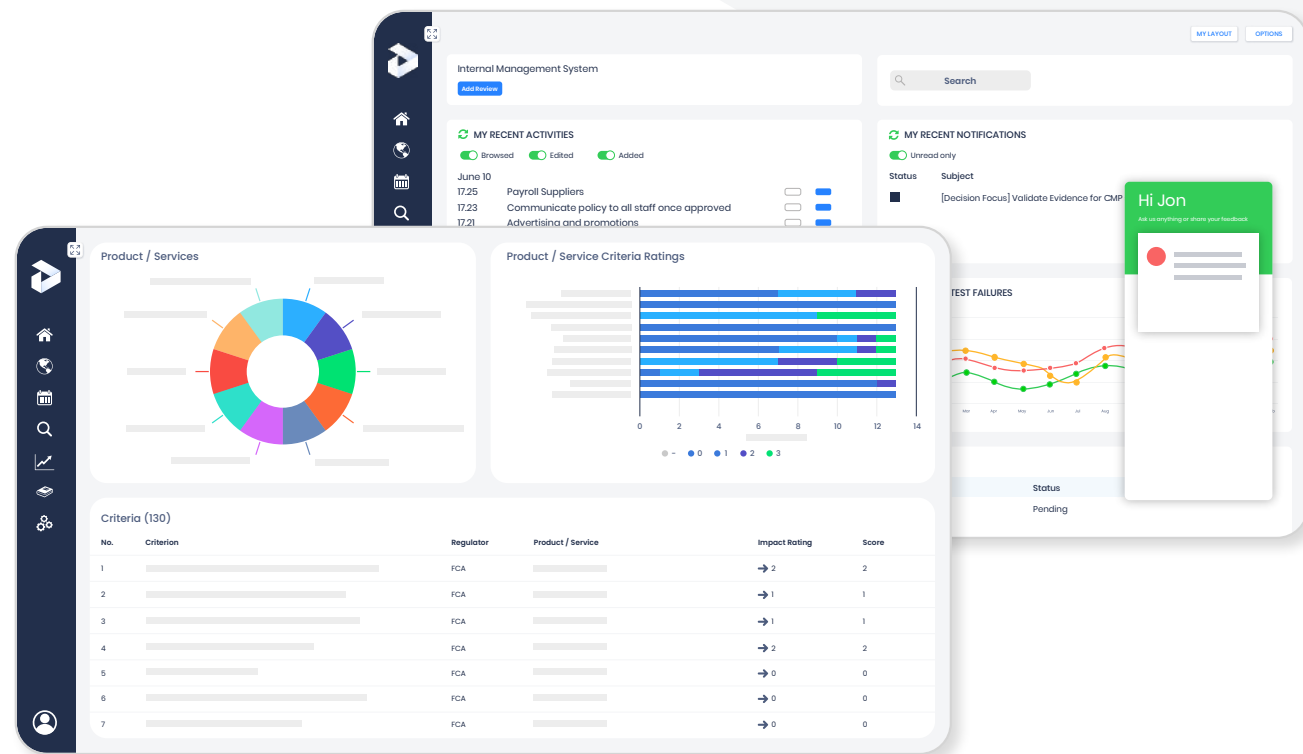 MY LAYOUT
OPTIONS
Internal Management System
Add Review
Search
MY RECENT ACTIVITIES
Browsed
Edited
Added
June 10
17.25 Payroll Suppliers
17.23 Communicate policy to all staff once approved
17.21 Advertising and promotions
MY RECENT NOTIFICATIONS
Unread only
Status Subject
[Decision Focus] Validate Evidence for CMP
Hi Jon
Ask us anything or share your feedback
TEST FAILURES
Mar Apr May Jun Jul Aug
Status
Pending
Product / Services
Product / Service Criteria Ratings
0 2 4 6 8 10 12 14
- 0 1 2 3
Criteria (130)
No. Criterion Regulator Product / Service Impact Rating Score
1 FCA 2 2
2 FCA 1 1
3 FCA 1 1
4 FCA 2 2
5 FCA 0 0
6 FCA 0 0
7 FCA 0 0